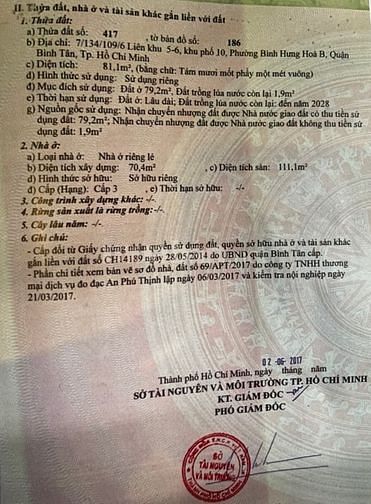 II. Thửa đất, nhà ở và tài sản khác gắn liền với đất
1. Thửa đất:
a) Thửa đất số: 417 , tờ bản đồ số: 186
b) Địa chỉ: 7/134/109/6 Liên khu 5-6, khu phố 10, Phường Bình Hưng Hoà B, Quận
Bình Tân, Tp. Hồ Chí Minh
c) Diện tích: 81,1m², (bằng chữ: Tám mươi mốt phẩy một mét vuông)
d) Hình thức sử dụng: Sử dụng riêng
đ) Mục đích sử dụng: Đất ở 79,2m², Đất trồng lúa nước còn lại 1,9m²
e) Thời hạn sử dụng: Đất ở: Lâu dài; Đất trồng lúa nước còn lại: đến năm 2028
g) Nguồn gốc sử dụng: Nhận chuyển nhượng đất được Nhà nước giao đất có thu tiền sử
dụng đất: 79,2m²; Nhận chuyển nhượng đất được Nhà nước giao đất không thu tiền sử
dụng đất: 1,9m²
2. Nhà ở:
a) Loại nhà ở: Nhà ở riêng lẻ
b) Diện tích xây dựng: 70,4m² , c) Diện tích sàn: 111,1m²
d) Hình thức sở hữu: Sở hữu riêng
đ) Cấp (Hạng): Cấp 3 , e) Thời hạn sở hữu: -/-
3. Công trình xây dựng khác: -/-
4. Rừng sản xuất là rừng trồng: -/-
5. Cây lâu năm: -/-
6. Ghi chú:
- Cấp đổi từ Giấy chứng nhận quyền sử dụng đất, quyền sở hữu nhà ở và tài sản khác
gắn liền với đất số CH14189 ngày 28/05/2014 do UBND quận Bình Tân cấp.
- Phần chi tiết xem bản vẽ sơ đồ nhà, đất số 69/APT/2017 do công ty TNHH thương
mại dịch vụ đo đạc An Phú Thịnh lập ngày 06/03/2017 và kiểm tra nội nghiệp ngày
21/03/2017.
02 -06- 2017
Thành phố Hồ Chí Minh, ngày tháng năm
SỞ TÀI NGUYÊN VÀ MÔI TRƯỜNG TP. HỒ CHÍ MINH
KT. GIÁM ĐỐC
PHÓ GIÁM ĐỐC
SỞ
TÀI NGUYÊN
VÀ MÔI TRƯỜNG